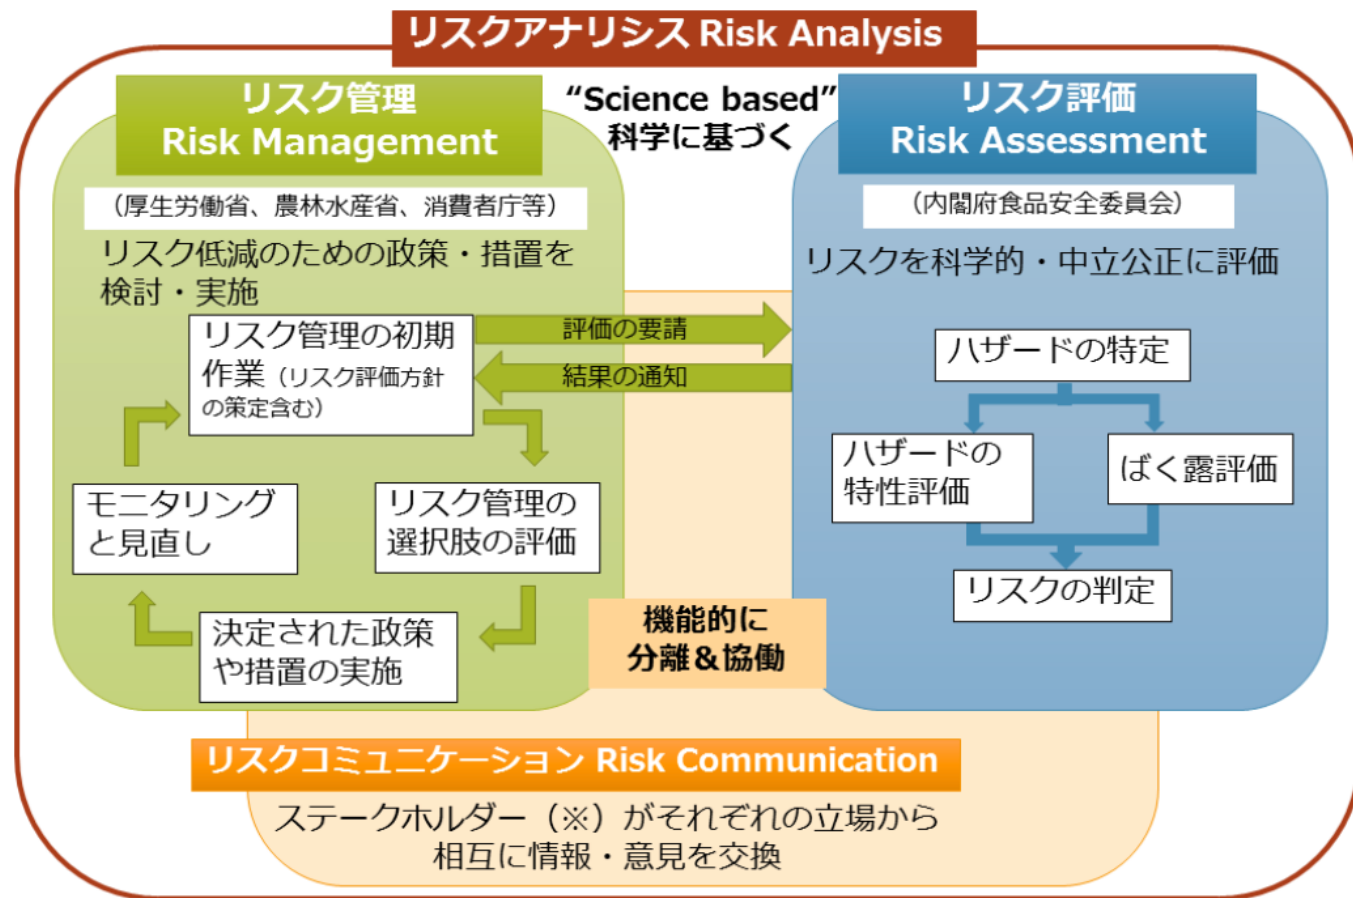 リスクアナリシス Risk Analysis
リスク管理
Risk Management
“Science based”
科学に基づく
リスク評価
Risk Assessment
（厚生労働省、農林水産省、消費者庁等）
リスク低減のための政策・措置を
検討・実施
（内閣府食品安全委員会）
リスクを科学的・中立公正に評価
リスク管理の初期
作業（リスク評価方針
の策定含む）
評価の要請
結果の通知
リスク管理の
選択肢の評価
決定された政策
や措置の実施
モニタリング
と見直し
ハザードの特定
ハザードの
特性評価
ばく露評価
リスクの判定
機能的に
分離＆協働
リスクコミュニケーション Risk Communication
ステークホルダー（※）がそれぞれの立場から
相互に情報・意見を交換